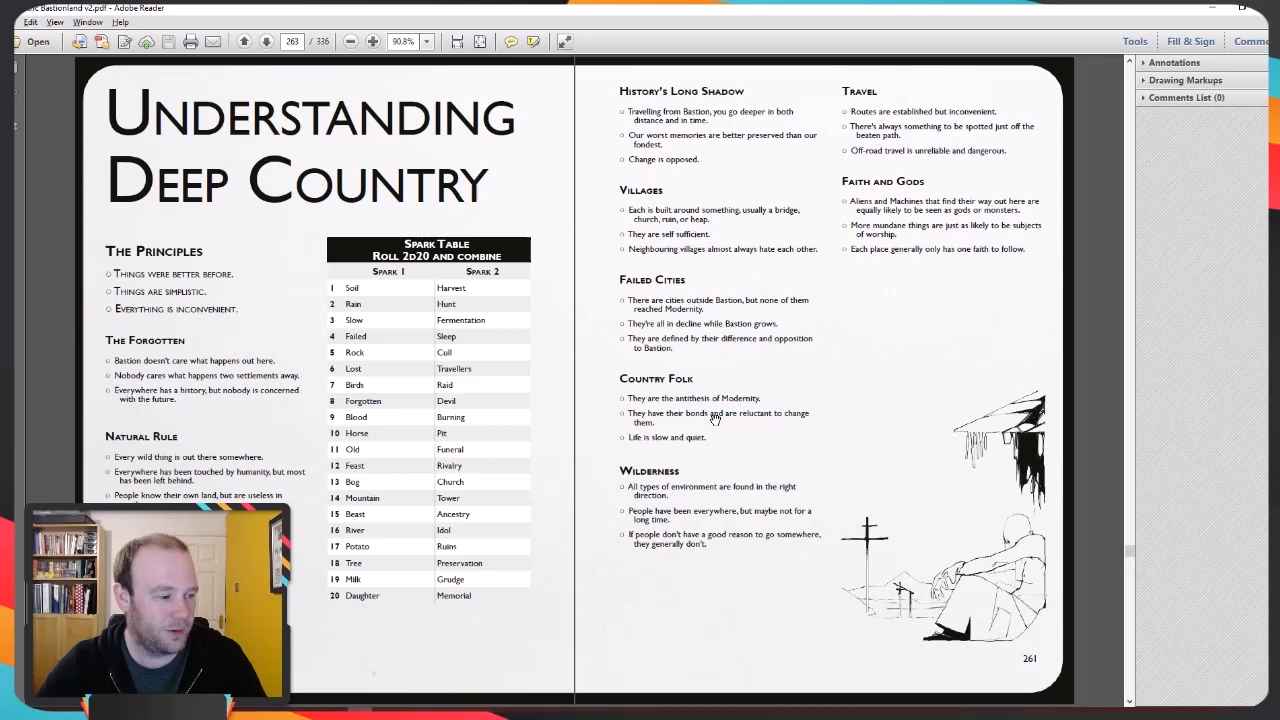 Bastionland v2.pdf - Adobe Reader
Edit View Window Help
Open
263 / 336
90.8%
Tools
Fill & Sign
Annotations
Drawing Markups
Comments List (0)
UNDERSTANDING
DEEP COUNTRY
THE PRINCIPLES
○ THINGS WERE BETTER BEFORE.
○ THINGS ARE SIMPLISTIC.
○ EVERYTHING IS INCONVENIENT.
THE FORGOTTEN
○ Bastion doesn't care what happens out here.
○ Nobody cares what happens two settlements away.
○ Everywhere has a history, but nobody is concerned
with the future.
NATURAL RULE
○ Every wild thing is out there somewhere.
○ Everywhere has been touched by humanity, but most
has been left behind.
○ People know their own land, but are useless in
SPARK TABLE
ROLL 2D20 AND COMBINE
SPARK 1 SPARK 2
1 Soil Harvest
2 Rain Hunt
3 Slow Fermentation
4 Failed Sleep
5 Rock Cull
6 Lost Travellers
7 Birds Raid
8 Forgotten Devil
9 Blood Burning
10 Horse Pit
11 Old Funeral
12 Feast Rivalry
13 Bog Church
14 Mountain Tower
15 Beast Ancestry
16 River Idol
17 Potato Ruins
18 Tree Preservation
19 Milk Grudge
20 Daughter Memorial
HISTORY'S LONG SHADOW
○ Travelling from Bastion, you go deeper in both
distance and in time.
○ Our worst memories are better preserved than our
fondest.
○ Change is opposed.
VILLAGES
○ Each is built around something, usually a bridge,
church, ruin, or heap.
○ They are self sufficient.
○ Neighbouring villages almost always hate each other.
FAILED CITIES
○ There are cities outside Bastion, but none of them
reached Modernity.
○ They're all in decline while Bastion grows.
○ They are defined by their difference and opposition
to Bastion.
COUNTRY FOLK
○ They are the antithesis of Modernity.
○ They have their bonds and are reluctant to change
them.
○ Life is slow and quiet.
WILDERNESS
○ All types of environment are found in the right
direction.
○ People have been everywhere, but maybe not for a
long time.
○ If people don't have a good reason to go somewhere,
they generally don't.
TRAVEL
○ Routes are established but inconvenient.
○ There's always something to be spotted just off the
beaten path.
○ Off-road travel is unreliable and dangerous.
FAITH AND GODS
○ Aliens and Machines that find their way out here are
equally likely to be seen as gods or monsters.
○ More mundane things are just as likely to be subjects
of worship.
○ Each place generally only has one faith to follow.
261